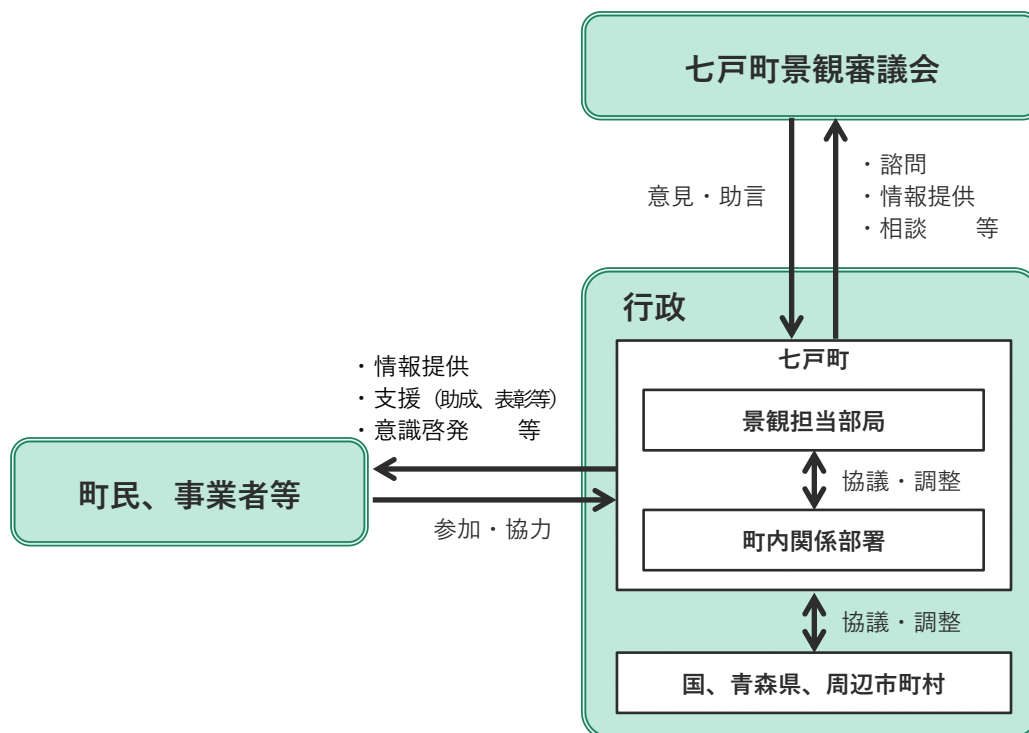 七戸町景観審議会
意見・助言
・諮問
・情報提供
・相談　　等
行政
七戸町
景観担当部局
協議・調整
町内関係部署
協議・調整
国、青森県、周辺市町村
・情報提供
・支援（助成、表彰等）
・意識啓発　　等
町民、事業者等
参加・協力